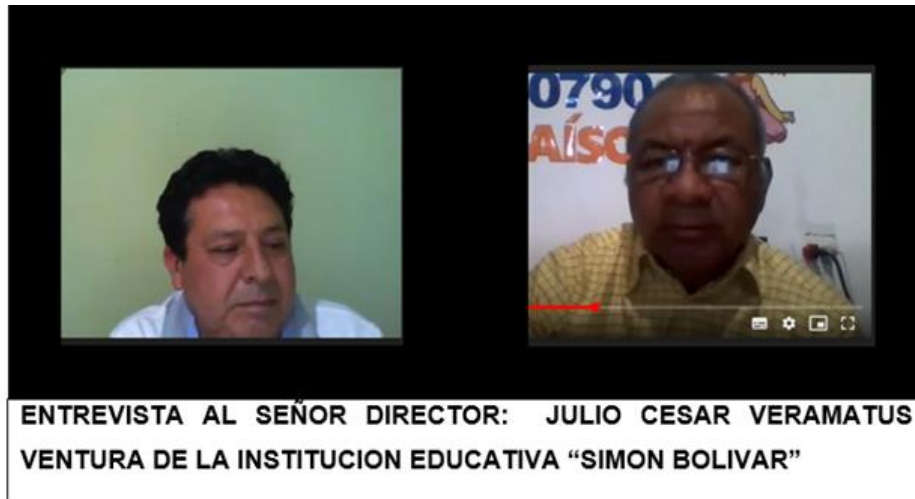 0790
AÍSO
ENTREVISTA AL SEÑOR DIRECTOR: JULIO CESAR VERAMATUS
VENTURA DE LA INSTITUCION EDUCATIVA “SIMON BOLIVAR”